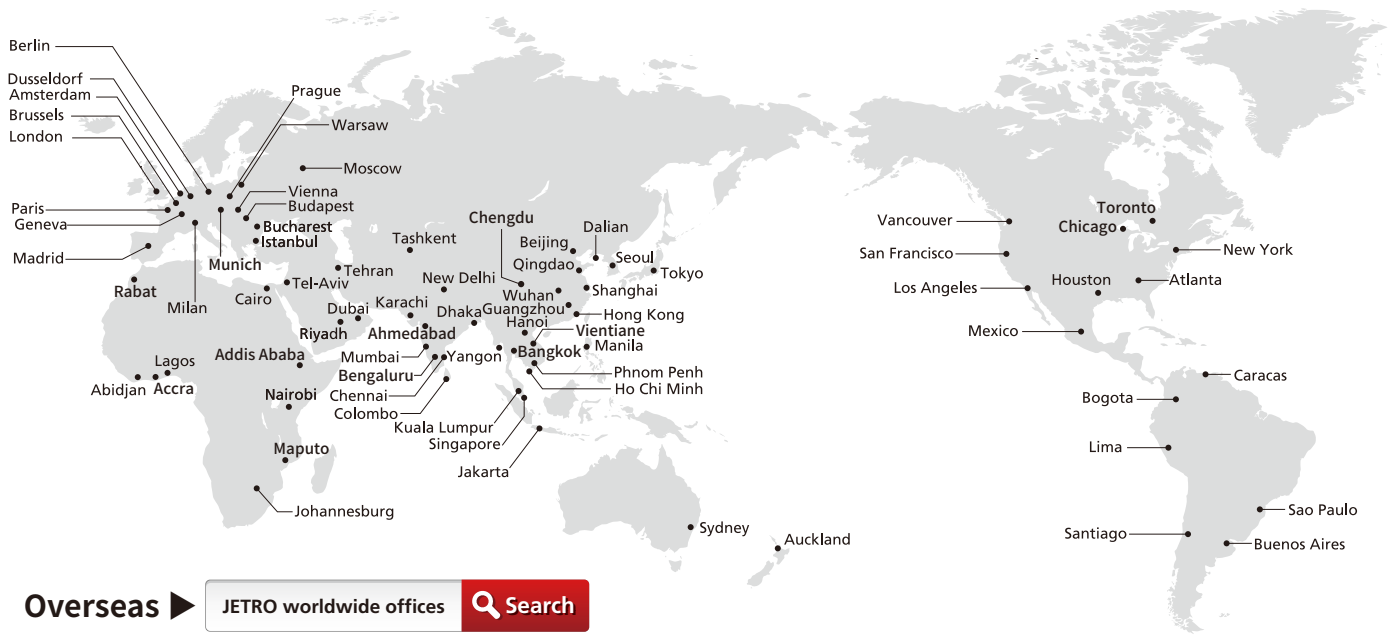 Berlin
Dusseldorf
Amsterdam
Brussels
London
Paris
Geneva
Madrid
Prague
Warsaw
Moscow
Vienna
Budapest
Bucharest
Istanbul
Munich
Milan
Rabat
Cairo
Tel-Aviv
Tehran
Tashkent
Dubai
Riyadh
Karachi
New Delhi
Ahmedabad
Mumbai
Bengaluru
Chennai
Colombo
Dhaka
Yangon
Chengdu
Beijing
Dalian
Qingdao
Seoul
Tokyo
Wuhan
Shanghai
Guangzhou
Hong Kong
Hanoi
Vientiane
Manila
Bangkok
Phnom Penh
Ho Chi Minh
Kuala Lumpur
Singapore
Jakarta
Addis Ababa
Lagos
Abidjan
Accra
Nairobi
Maputo
Johannesburg
Sydney
Auckland
Vancouver
San Francisco
Los Angeles
Toronto
Chicago
New York
Houston
Atlanta
Mexico
Caracas
Bogota
Lima
Sao Paulo
Santiago
Buenos Aires
Overseas
JETRO worldwide offices
Search